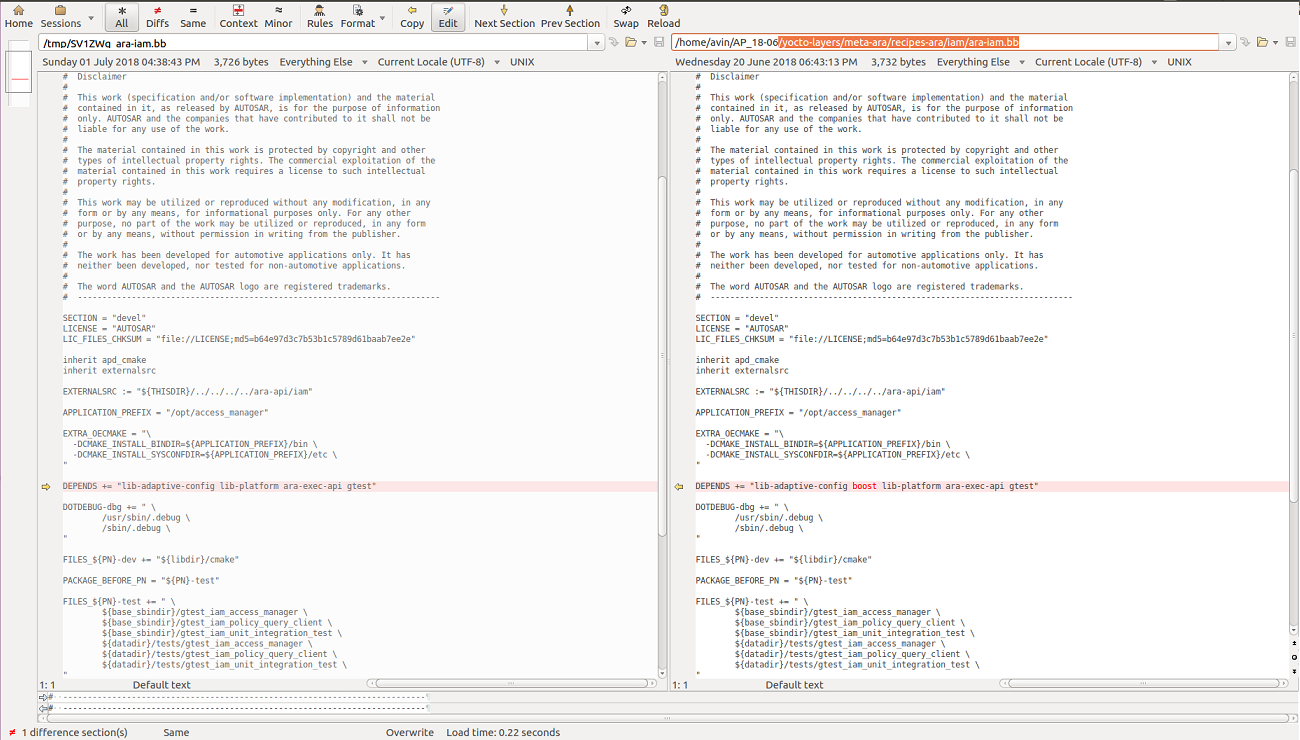 Home Sessions All Diffs Same Context Minor Rules Format Copy Edit Next Section Prev Section Swap Reload
/tmp/SV1ZWq_ara-iam.bb
/home/avin/AP_18-06/yocto-layers/meta-ara/recipes-ara/iam/ara-iam.bb
Sunday 01 July 2018 04:38:43 PM 3,726 bytes Everything Else Current Locale (UTF-8) UNIX
Wednesday 20 June 2018 06:43:13 PM 3,732 bytes Everything Else Current Locale (UTF-8) UNIX
# Disclaimer
#
# This work (specification and/or software implementation) and the material
# contained in it, as released by AUTOSAR, is for the purpose of information
# only. AUTOSAR and the companies that have contributed to it shall not be
# liable for any use of the work.
#
# The material contained in this work is protected by copyright and other
# types of intellectual property rights. The commercial exploitation of the
# material contained in this work requires a license to such intellectual
# property rights.
#
# This work may be utilized or reproduced without any modification, in any
# form or by any means, for informational purposes only. For any other
# purpose, no part of the work may be utilized or reproduced, in any form
# or by any means, without permission in writing from the publisher.
#
# The work has been developed for automotive applications only. It has
# neither been developed, nor tested for non-automotive applications.
#
# The word AUTOSAR and the AUTOSAR logo are registered trademarks.
# --------------------------------------------------------------------------
SECTION = "devel"
LICENSE = "AUTOSAR"
LIC_FILES_CHKSUM = "file://LICENSE;md5=b64e97d3c7b53b1c5789d61baab7ee2e"
inherit apd_cmake
inherit externalsrc
EXTERNALSRC := "${THISDIR}/../../../../ara-api/iam"
APPLICATION_PREFIX = "/opt/access_manager"
EXTRA_OECMAKE = "\
-DCMAKE_INSTALL_BINDIR=${APPLICATION_PREFIX}/bin \
-DCMAKE_INSTALL_SYSCONFDIR=${APPLICATION_PREFIX}/etc \
"
DEPENDS += "lib-adaptive-config lib-platform ara-exec-api gtest"
DOTDEBUG-dbg += " \
/usr/sbin/.debug \
/sbin/.debug \
"
FILES_${PN}-dev += "${libdir}/cmake"
PACKAGE_BEFORE_PN = "${PN}-test"
FILES_${PN}-test += " \
${base_sbindir}/gtest_iam_access_manager \
${base_sbindir}/gtest_iam_policy_query_client \
${base_sbindir}/gtest_iam_unit_integration_test \
${datadir}/tests/gtest_iam_access_manager \
${datadir}/tests/gtest_iam_policy_query_client \
${datadir}/tests/gtest_iam_unit_integration_test \
"
1: 1 Default text
# Disclaimer
#
# This work (specification and/or software implementation) and the material
# contained in it, as released by AUTOSAR, is for the purpose of information
# only. AUTOSAR and the companies that have contributed to it shall not be
# liable for any use of the work.
#
# The material contained in this work is protected by copyright and other
# types of intellectual property rights. The commercial exploitation of the
# material contained in this work requires a license to such intellectual
# property rights.
#
# This work may be utilized or reproduced without any modification, in any
# form or by any means, for informational purposes only. For any other
# purpose, no part of the work may be utilized or reproduced, in any form
# or by any means, without permission in writing from the publisher.
#
# The work has been developed for automotive applications only. It has
# neither been developed, nor tested for non-automotive applications.
#
# The word AUTOSAR and the AUTOSAR logo are registered trademarks.
# --------------------------------------------------------------------------
SECTION = "devel"
LICENSE = "AUTOSAR"
LIC_FILES_CHKSUM = "file://LICENSE;md5=b64e97d3c7b53b1c5789d61baab7ee2e"
inherit apd_cmake
inherit externalsrc
EXTERNALSRC := "${THISDIR}/../../../../ara-api/iam"
APPLICATION_PREFIX = "/opt/access_manager"
EXTRA_OECMAKE = "\
-DCMAKE_INSTALL_BINDIR=${APPLICATION_PREFIX}/bin \
-DCMAKE_INSTALL_SYSCONFDIR=${APPLICATION_PREFIX}/etc \
"
DEPENDS += "lib-adaptive-config boost lib-platform ara-exec-api gtest"
DOTDEBUG-dbg += " \
/usr/sbin/.debug \
/sbin/.debug \
"
FILES_${PN}-dev += "${libdir}/cmake"
PACKAGE_BEFORE_PN = "${PN}-test"
FILES_${PN}-test += " \
${base_sbindir}/gtest_iam_access_manager \
${base_sbindir}/gtest_iam_policy_query_client \
${base_sbindir}/gtest_iam_unit_integration_test \
${datadir}/tests/gtest_iam_access_manager \
${datadir}/tests/gtest_iam_policy_query_client \
${datadir}/tests/gtest_iam_unit_integration_test \
"
1: 1 Default text
# --------------------------------------------------------------------------¶
# --------------------------------------------------------------------------¶
≠ 1 difference section(s) Same Overwrite Load time: 0.22 seconds